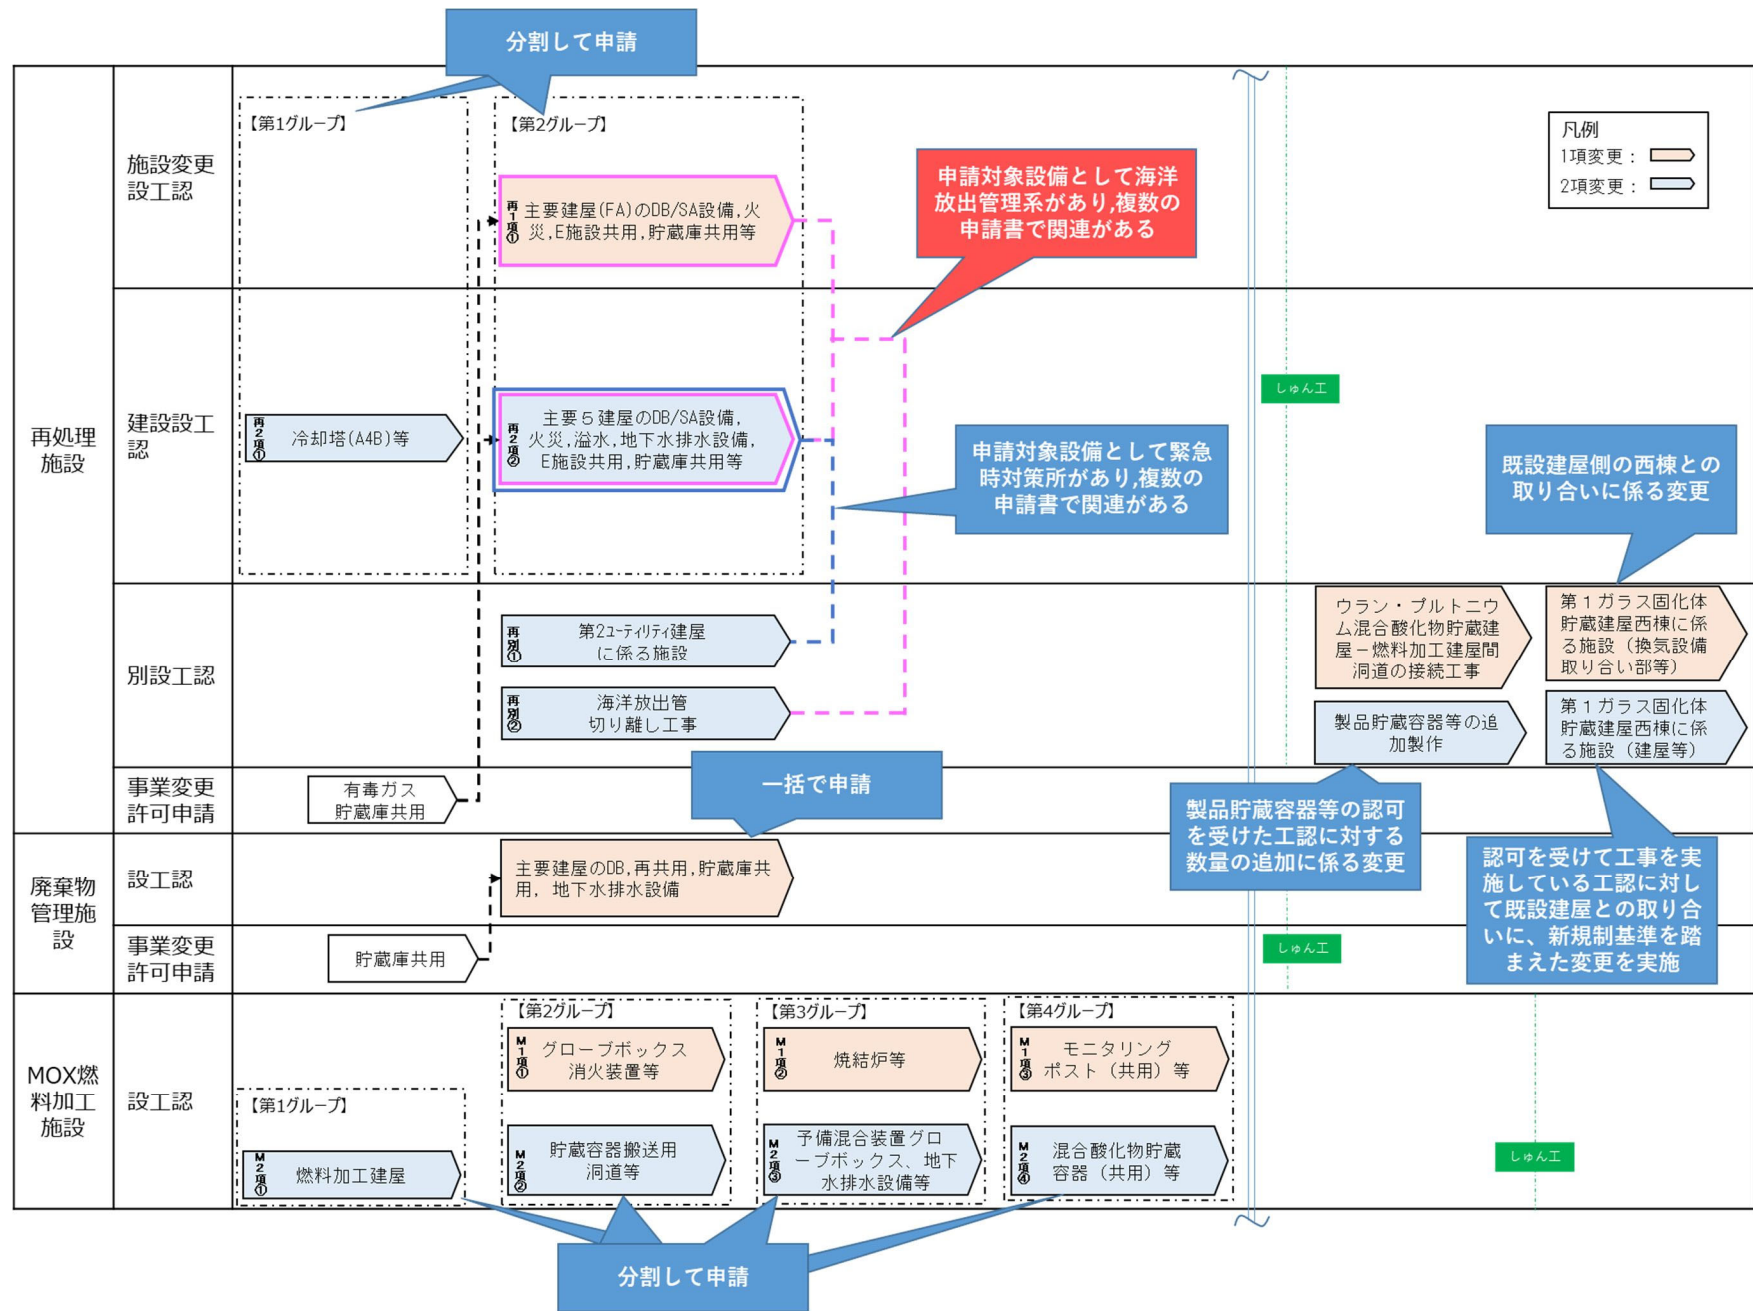 分割して申請
【第1グループ】
【第2グループ】
凡例
1項変更：
2項変更：
施設変更
設工認
再1項①
主要建屋(FA)のDB/SA設備,火
災,E施設共用,貯蔵庫共用等
申請対象設備として海洋
放出管理系があり,複数の
申請書で関連がある
再処理
施設
建設設工
認
再2項①
冷却塔(A4B)等
再2項②
主要5建屋のDB/SA設備,
火災,溢水,地下水排水設備,
E施設共用,貯蔵庫共用等
しゅん工
申請対象設備として緊急
時対策所があり,複数の
申請書で関連がある
既設建屋側の西棟との
取り合いに係る変更
別設工認
再別①
第2ユーティリティ建屋
に係る施設
再別②
海洋放出管
切り離し工事
ウラン・プルトニウ
ム混合酸化物貯蔵建
屋－燃料加工建屋間
洞道の接続工事
第1ガラス固化体
貯蔵建屋西棟に係
る施設（換気設備
取り合い部等）
製品貯蔵容器等の追
加製作
第1ガラス固化体
貯蔵建屋西棟に係
る施設（建屋等）
事業変更
許可申請
有毒ガス
貯蔵庫共用
一括で申請
製品貯蔵容器等の認可
を受けた工認に対する
数量の追加に係る変更
認可を受けて工事を実
施している工認に対し
て既設建屋との取り合
いに、新規制基準を踏
まえた変更を実施
廃棄物
管理施
設
設工認
主要建屋のDB,再共用,貯蔵庫共
用，地下水排水設備
事業変更
許可申請
貯蔵庫共用
しゅん工
MOX燃
料加工
施設
設工認
【第1グループ】
M2項①
燃料加工建屋
【第2グループ】
M1項①
グローブボックス
消火装置等
M2項②
貯蔵容器搬送用
洞道等
【第3グループ】
M1項②
焼結炉等
M2項③
予備混合装置グロ
ーブボックス、地下
水排水設備等
【第4グループ】
M1項③
モニタリング
ポスト（共用）等
M2項④
混合酸化物貯蔵
容器（共用）等
しゅん工
分割して申請